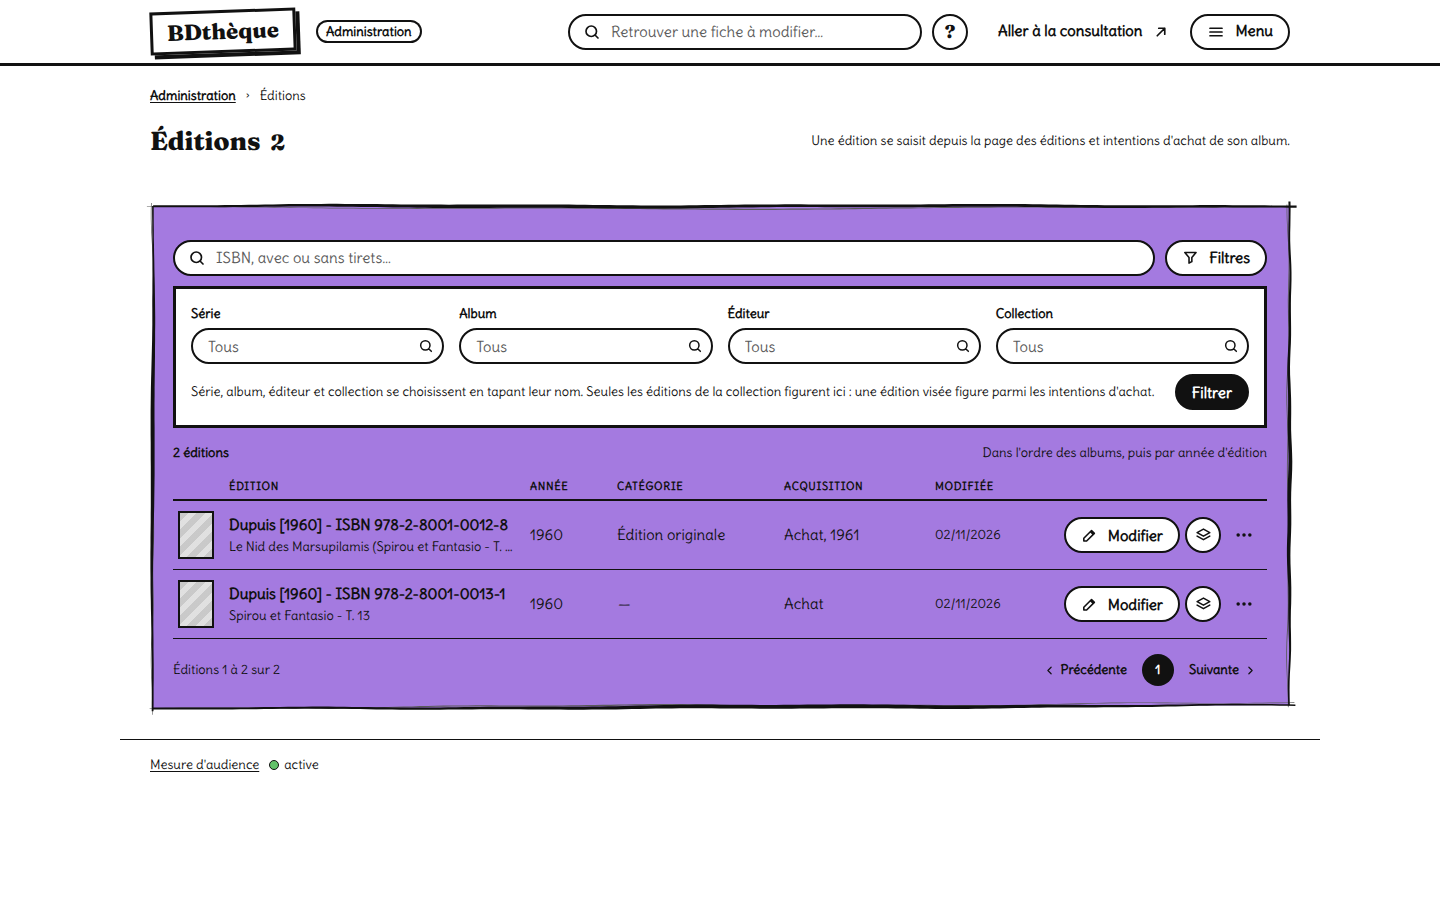 BDthèque
Administration
Retrouver une fiche à modifier...
?
Aller à la consultation
Menu
Administration › Éditions
Éditions 2
Une édition se saisit depuis la page des éditions et intentions d'achat de son album.
ISBN, avec ou sans tirets...
Filtres
Série
Album
Éditeur
Collection
Tous
Tous
Tous
Tous
Série, album, éditeur et collection se choisissent en tapant leur nom. Seules les éditions de la collection figurent ici : une édition visée figure parmi les intentions d'achat.
Filtrer
2 éditions
Dans l'ordre des albums, puis par année d'édition
ÉDITION
ANNÉE
CATÉGORIE
ACQUISITION
MODIFIÉE
Dupuis [1960] - ISBN 978-2-8001-0012-8
Le Nid des Marsupilamis (Spirou et Fantasio - T. ...
1960
Édition originale
Achat, 1961
02/11/2026
Modifier
Dupuis [1960] - ISBN 978-2-8001-0013-1
Spirou et Fantasio - T. 13
1960
—
Achat
02/11/2026
Modifier
Éditions 1 à 2 sur 2
‹ Précédente
1
Suivante ›
Mesure d'audience
active